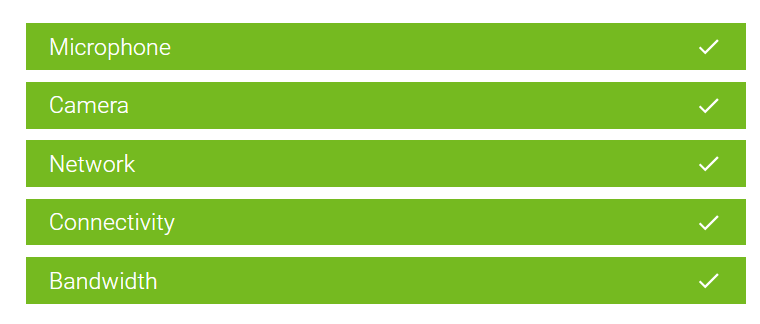 Microphone
Camera
Network
Connectivity
Bandwidth